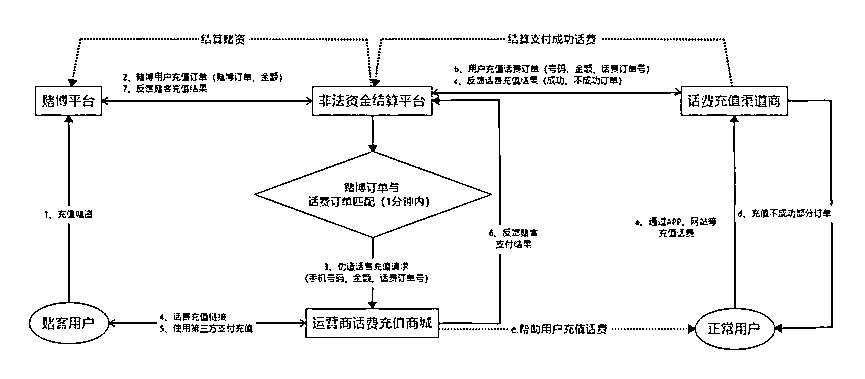 结算赌资
结算支付成功话费
2、赌博用户充值订单（赌博订单、金额）
7、反馈赌客充值结果
b、用户充值话费订单（号码、金额、话费订单号）
c、反馈话费充值结果（成功、不成功订单）
赌博平台
非法资金结算平台
话费充值渠道商
赌博订单与
话费订单匹配（1分钟内）
1、充值
a、通过APP、网站等
充值话费
d、充值不成功部分订单
6、反馈赌客
支付结果
3、伪造话费充值请求
（手机号码、金额、话费订单号）
赌客用户
4、话费充值链接
5、使用第三方支付充值
运营商话费充值商城
e.帮助用户充值话费
正常用户